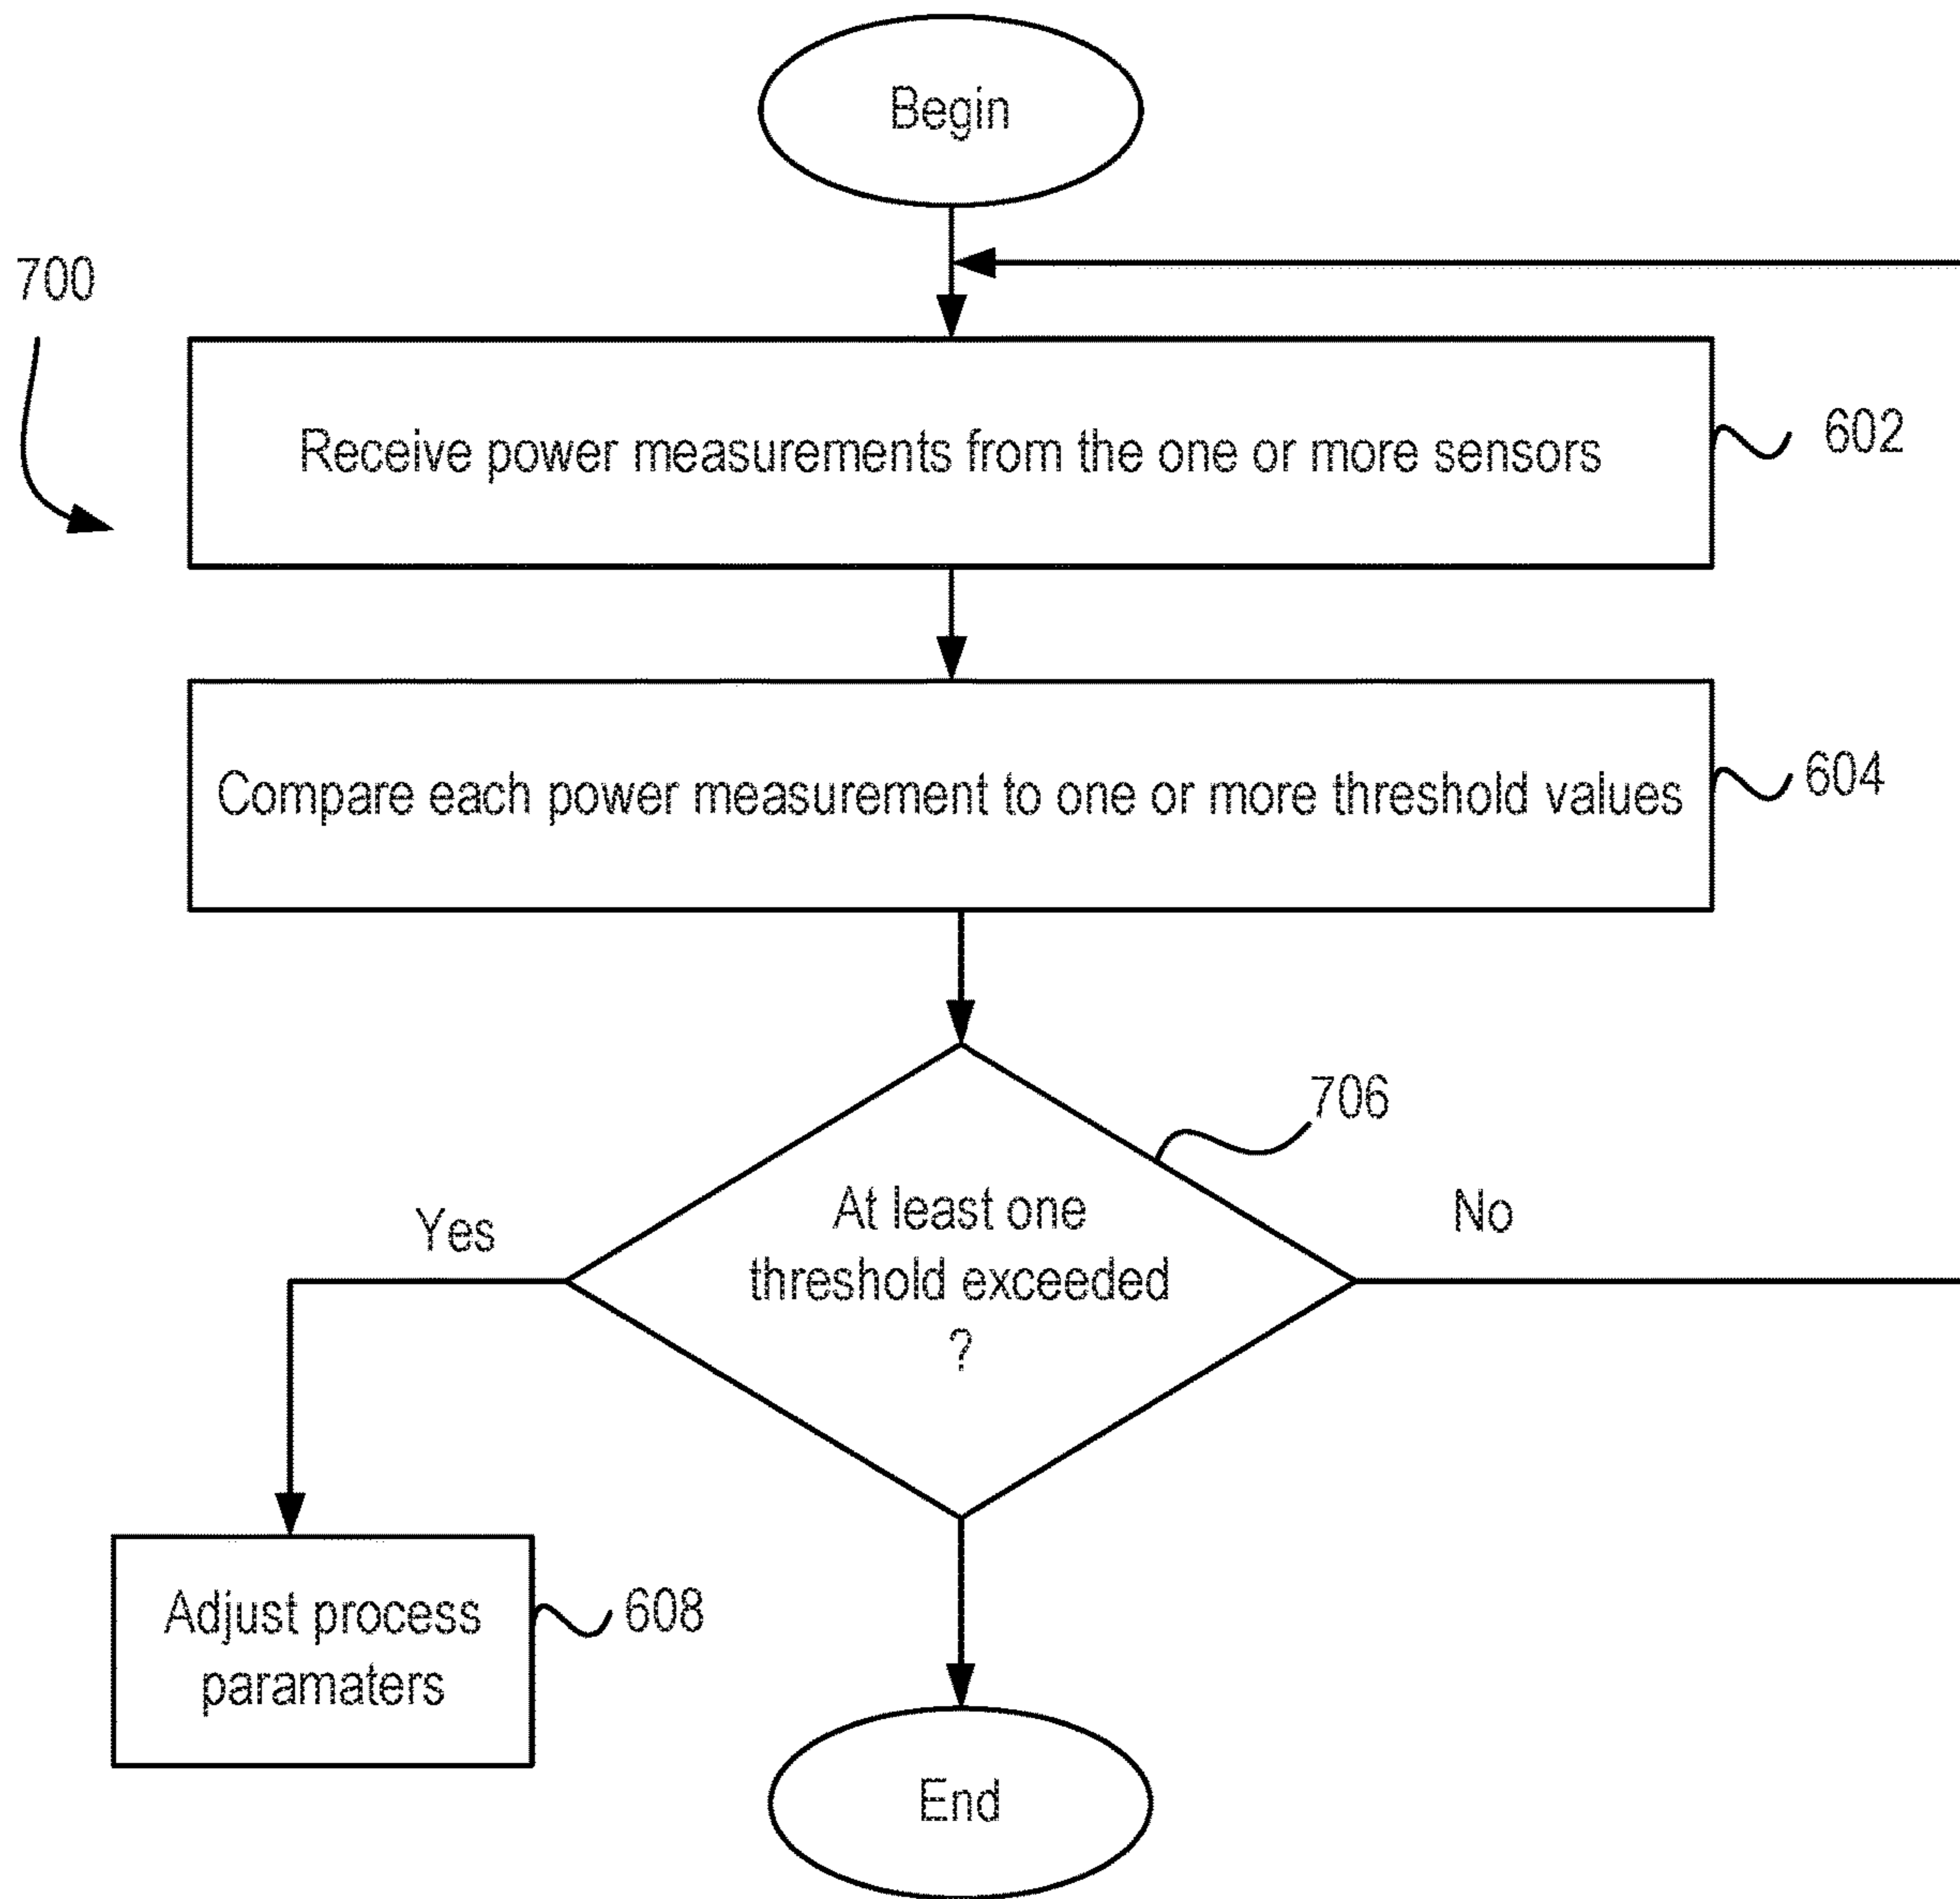 Begin
700
Receive power measurements from the one or more sensors
602
Compare each power measurement to one or more threshold values
604
706
At least one
threshold exceeded
?
Yes
No
Adjust process
paramaters
608
End